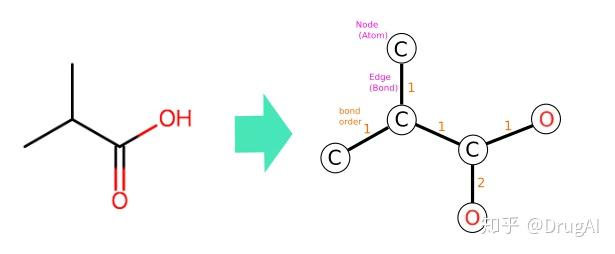 OH
O
Node
(Atom)
C
Edge
(Bond)
1
bond
order
1
C
1
1
O
C
C
2
O
知乎 @DrugAI